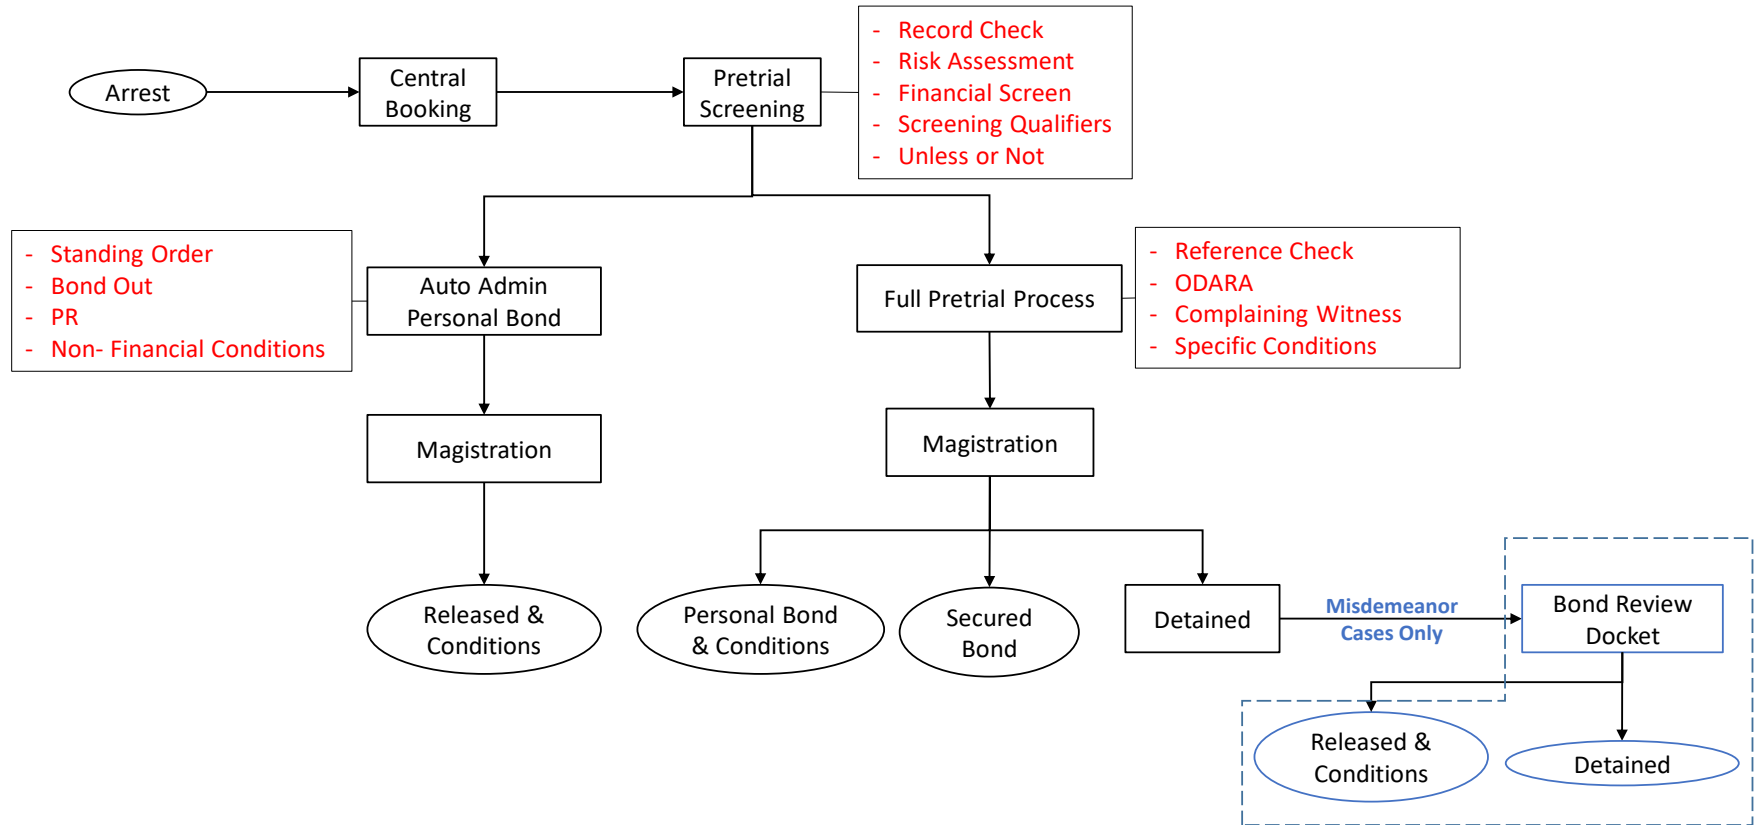 Arrest
Central
Booking
Pretrial
Screening
- Record Check
- Risk Assessment
- Financial Screen
- Screening Qualifiers
- Unless or Not
- Standing Order
- Bond Out
- PR
- Non- Financial Conditions
Auto Admin
Personal Bond
Full Pretrial Process
- Reference Check
- ODARA
- Complaining Witness
- Specific Conditions
Magistration
Magistration
Released &
Conditions
Personal Bond
& Conditions
Secured
Bond
Detained
Misdemeanor
Cases Only
Bond Review
Docket
Released &
Conditions
Detained